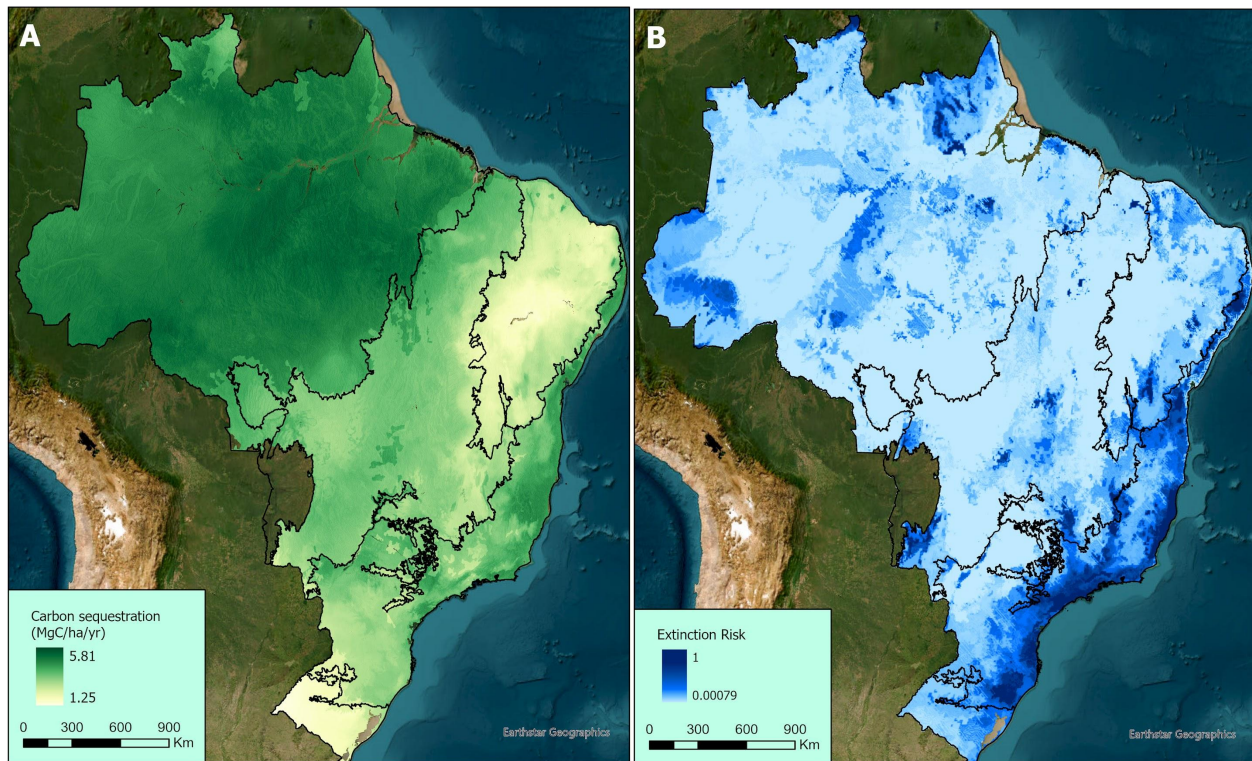 A
Carbon sequestration
(MgC/ha/yr)
5.81
1.25
0 300 600 900
Km
Earthstar Geographics
B
Extinction Risk
1
0.00079
0 300 600 900
Km
Earthstar Geographics